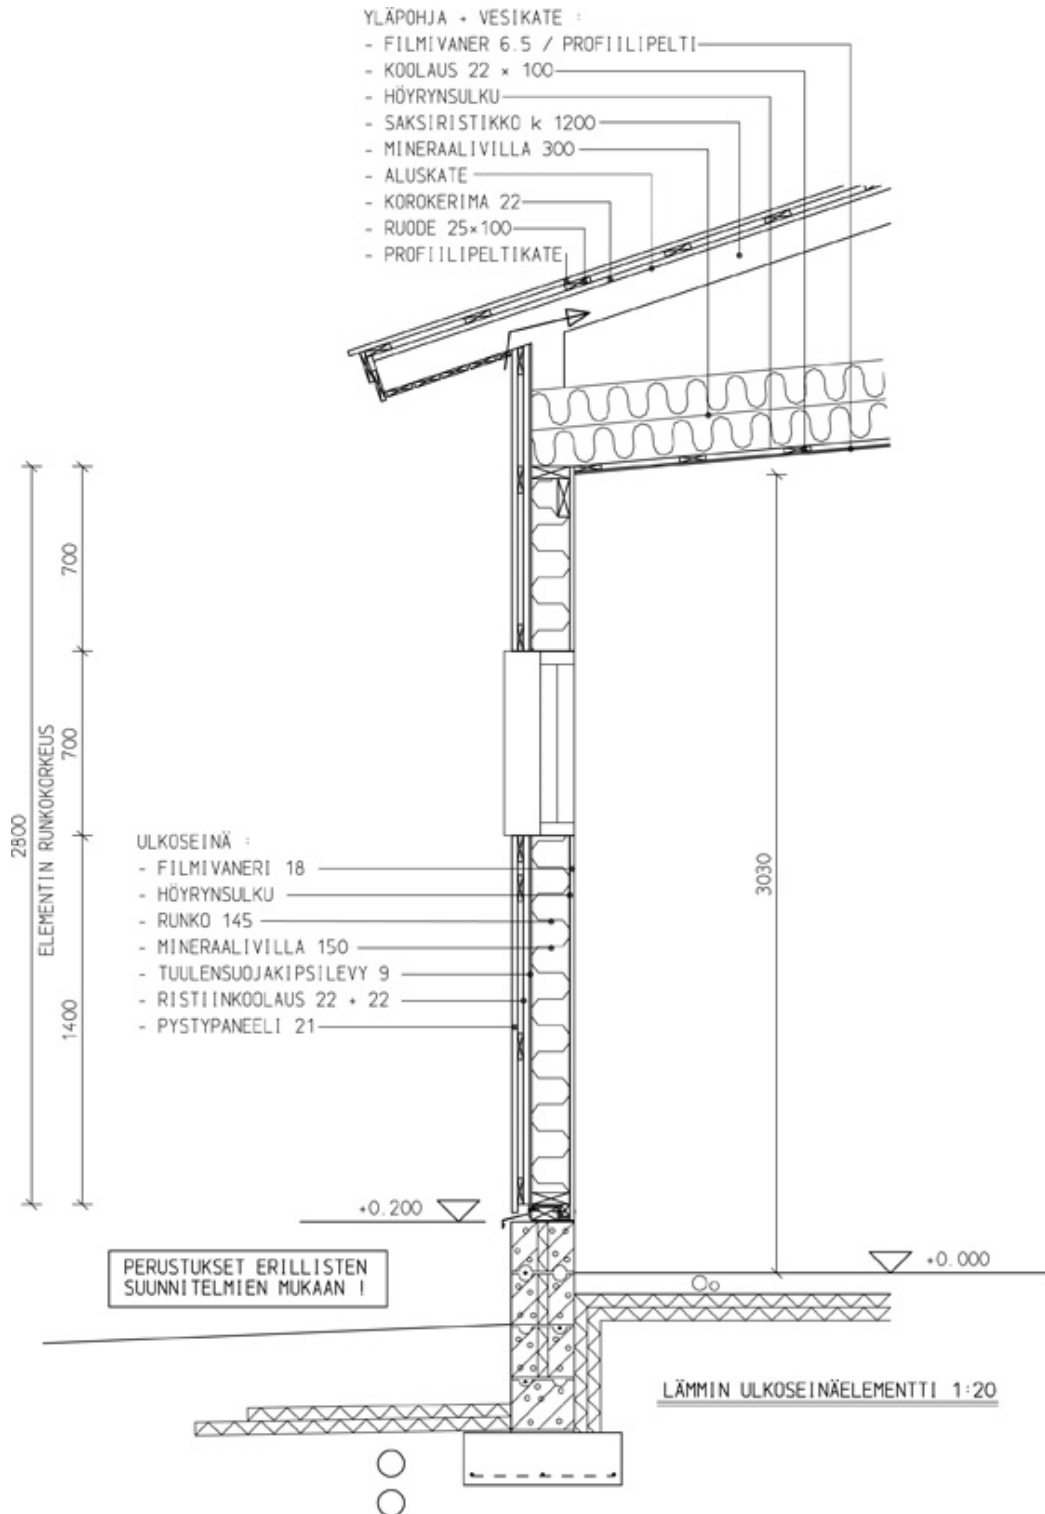 YLÄPOHJA + VESIKATE :
- FILMIVANER 6.5 / PROFIILIPELTI
- KOOLAUS 22 × 100
- HÖYRYNSULKU
- SAKSIRISTIKKO k 1200
- MINERAALIVILLA 300
- ALUSKATE
- KOROKERIMA 22
- RUODE 25×100
- PROFIILIPELTIKATE
700
700
1400
2800
ELEMENTIN RUNKOKORKEUS
ULKOSEINÄ :
- FILMIVANERI 18
- HÖYRYNSULKU
- RUNKO 145
- MINERAALIVILLA 150
- TUULENSUOJAKIPSILEVY 9
- RISTIINKOOLAUS 22 + 22
- PYSTYPANEELI 21
3030
+0.200
+0.000
PERUSTUKSET ERILLISTEN
SUUNNITELMIEN MUKAAN !
LÄMMIN ULKOSEINÄELEMENTTI 1:20